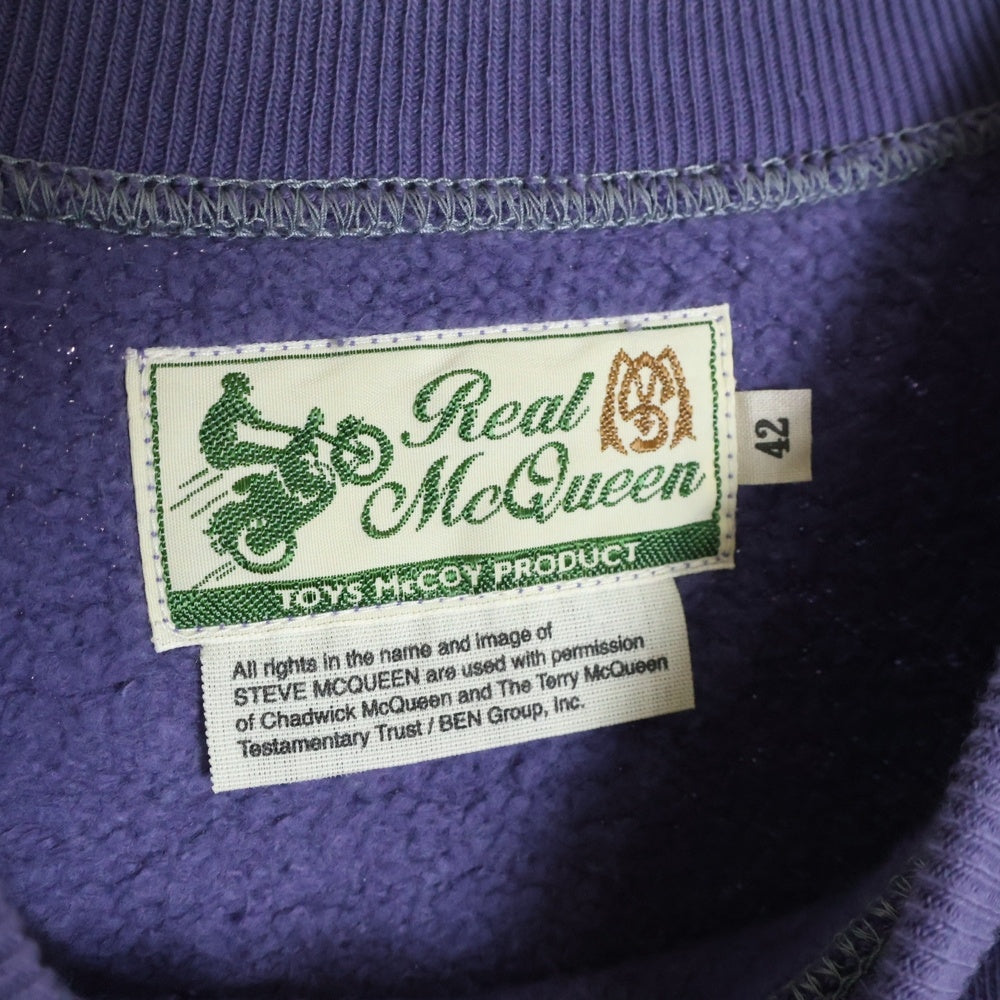 Real
McQueen
TOYS McCOY PRODUCT
42
All rights in the name and image of
STEVE MCQUEEN are used with permission
of Chadwick McQueen and The Terry McQueen
Testamentary Trust / BEN Group, Inc.